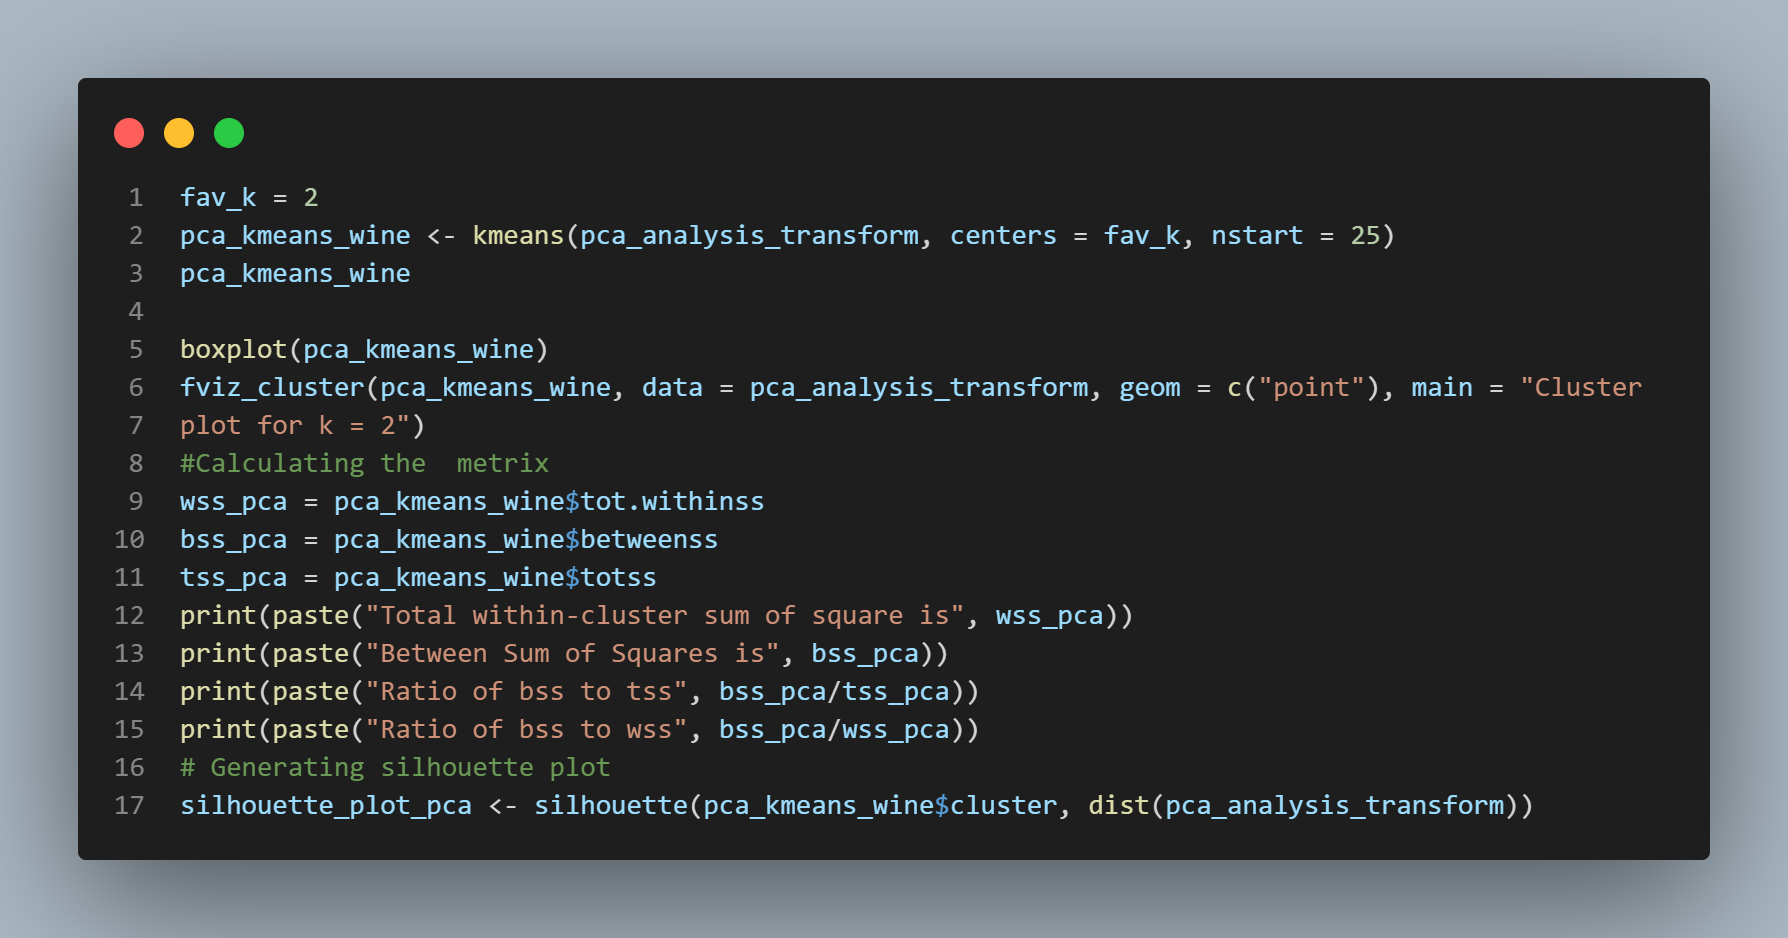 1 fav_k = 2
2 pca_kmeans_wine <- kmeans(pca_analysis_transform, centers = fav_k, nstart = 25)
3 pca_kmeans_wine
4
5 boxplot(pca_kmeans_wine)
6 fviz_cluster(pca_kmeans_wine, data = pca_analysis_transform, geom = c("point"), main = "Cluster
7 plot for k = 2")
8 #Calculating the  metrix
9 wss_pca = pca_kmeans_wine$tot.withinss
10 bss_pca = pca_kmeans_wine$betweenss
11 tss_pca = pca_kmeans_wine$totss
12 print(paste("Total within-cluster sum of square is", wss_pca))
13 print(paste("Between Sum of Squares is", bss_pca))
14 print(paste("Ratio of bss to tss", bss_pca/tss_pca))
15 print(paste("Ratio of bss to wss", bss_pca/wss_pca))
16 # Generating silhouette plot
17 silhouette_plot_pca <- silhouette(pca_kmeans_wine$cluster, dist(pca_analysis_transform))